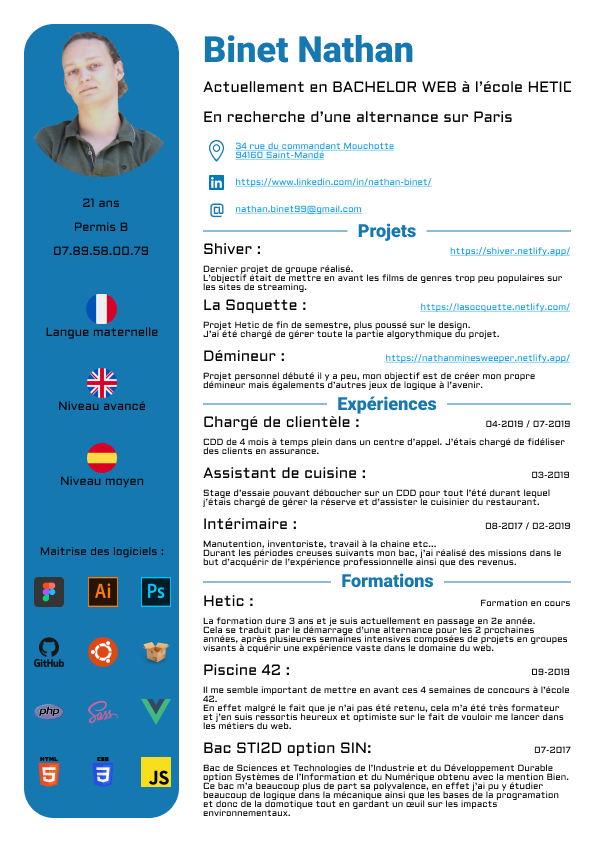 Binet Nathan
Actuellement en BACHELOR WEB à l'école HETIC
En recherche d'une alternance sur Paris
34 rue du commandant Mouchotte
94160 Saint-Mandé
https://www.linkedin.com/in/nathan-binet/
nathan.binet99@gmail.com
21 ans
Permis B
07.89.58.00.79
Langue maternelle
Niveau avancé
Niveau moyen
Maitrise des logiciels :
Ai
Ps
GitHub
php
Sass
HTML
5
CSS
3
JS
Projets
Shiver :
https://shiver.netlify.app/
Dernier projet de groupe réalisé.
L'objectif était de mettre en avant les films de genres trop peu populaires sur
les sites de streaming.
La Soquette :
https://lasocquette.netlify.com/
Projet Hetic de fin de semestre, plus poussé sur le design.
J'ai été chargé de gérer toute la partie algorythmique du projet.
Démineur :
https://nathanminesweeper.netlify.app/
Projet personnel débuté il y a peu, mon objectif est de créer mon propre
démineur mais égalements d'autres jeux de logique à l'avenir.
Expériences
Chargé de clientèle :
04-2019 / 07-2019
CDD de 4 mois à temps plein dans un centre d'appel. J'étais chargé de fidéliser
des clients en assurance.
Assistant de cuisine :
03-2019
Stage d'essaie pouvant déboucher sur un CDD pour tout l'été durant lequel
j'étais chargé de gérer la réserve et d'assister le cuisinier du restaurant.
Intérimaire :
08-2017 / 02-2019
Manutention, inventoriste, travail à la chaine etc...
Durant les périodes creuses suivants mon bac, j'ai réalisé des missions dans le
but d'acquérir de l'expérience professionnelle ainsi que des revenus.
Formations
Hetic :
Formation en cours
La formation dure 3 ans et je suis actuellement en passage en 2e année.
Cela se traduit par le démarrage d'une alternance pour les 2 prochaines
années, après plusieures semaines intensives composées de projets en groupes
visants à cquérir une expérience vaste dans le domaine du web.
Piscine 42 :
09-2019
Il me semble important de mettre en avant ces 4 semaines de concours à l'école
42.
En effet malgré le fait que je n'ai pas été retenu, cela m'a été très formateur
et j'en suis ressortis heureux et optimiste sur le fait de vouloir me lancer dans
les métiers du web.
Bac STI2D option SIN:
07-2017
Bac de Sciences et Technologies de l'Industrie et du Développement Durable
option Systèmes de l'Information et du Numérique obtenu avec la mention Bien.
Ce bac m'a beaucoup plus de part sa polyvalence, en effet j'ai pu y étudier
beaucoup de logique dans la mécanique ainsi que les bases de la programation
et donc de la domotique tout en gardant un œuil sur les impacts
environnementaux.